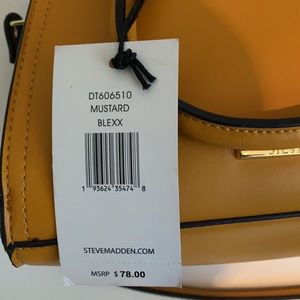 DT606510
MUSTARD
BLEXX
1 93624 35474 8
STEVEMADDEN.COM
MSRP $78.00